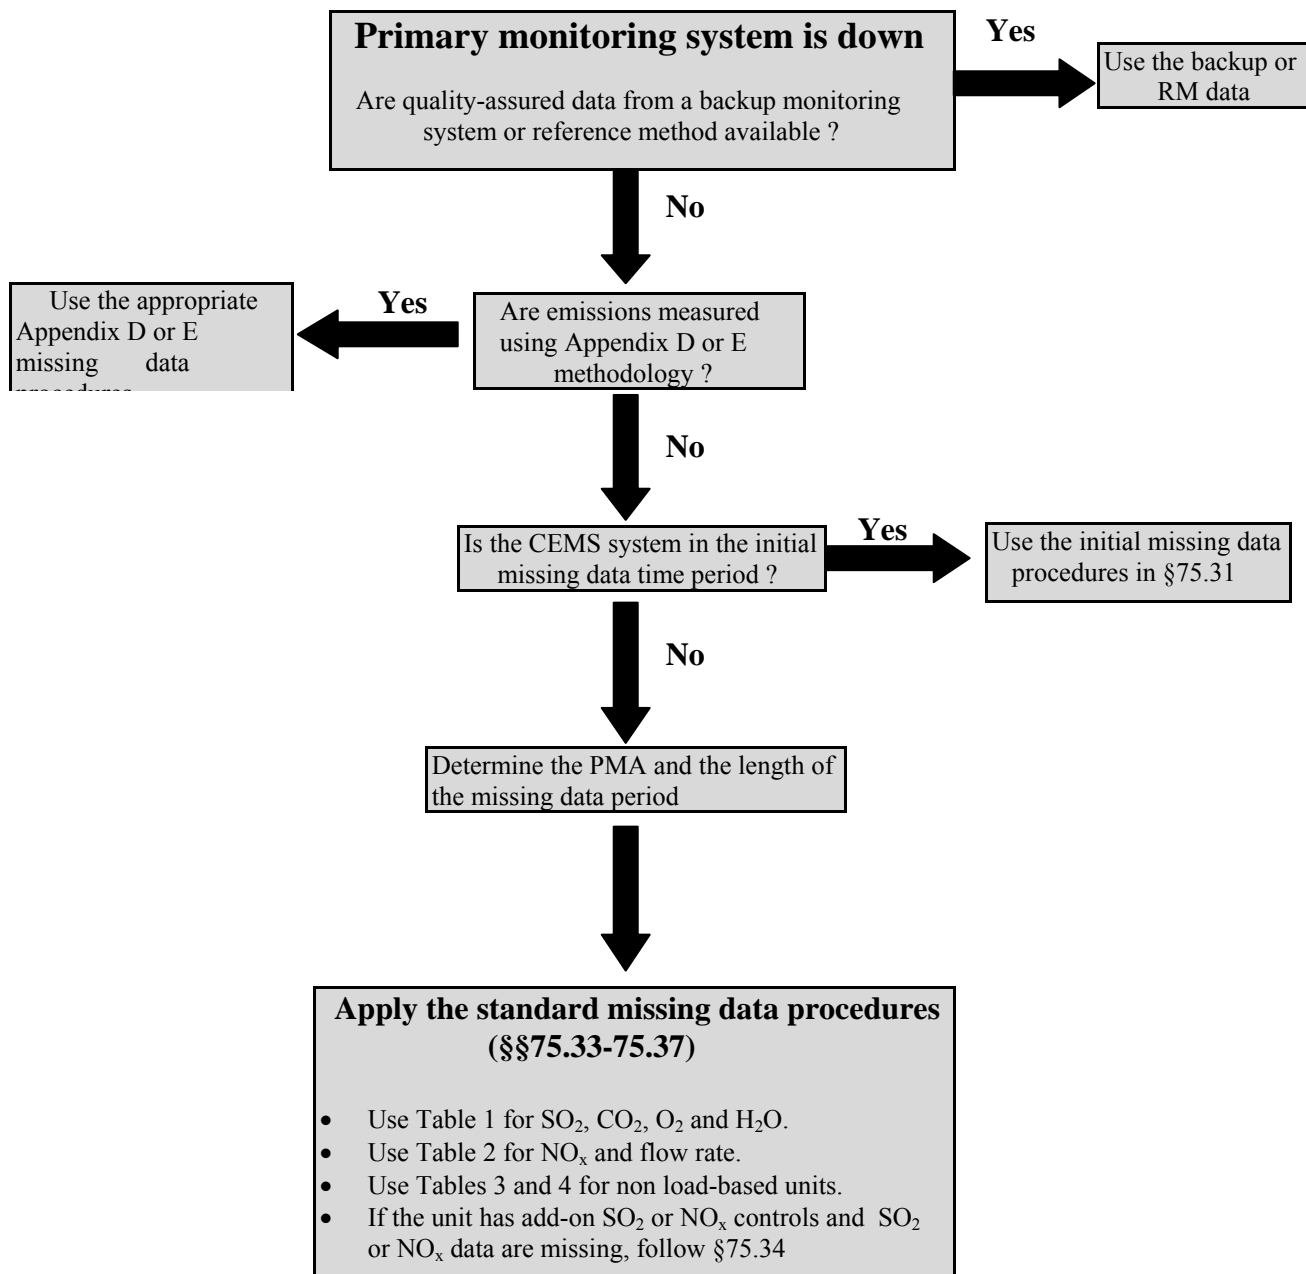 Primary monitoring system is down
Are quality-assured data from a backup monitoring
system or reference method available ?
Yes
Use the backup or
RM data
No
Use the appropriate
Appendix D or E
missing data
Yes
Are emissions measured
using Appendix D or E
methodology ?
No
Is the CEMS system in the initial
missing data time period ?
Yes
Use the initial missing data
procedures in §75.31
No
Determine the PMA and the length of
the missing data period
Apply the standard missing data procedures
(§§75.33-75.37)
• Use Table 1 for SO₂, CO₂, O₂ and H₂O.
• Use Table 2 for NOₓ and flow rate.
• Use Tables 3 and 4 for non load-based units.
• If the unit has add-on SO₂ or NOₓ controls and SO₂
or NOₓ data are missing, follow §75.34